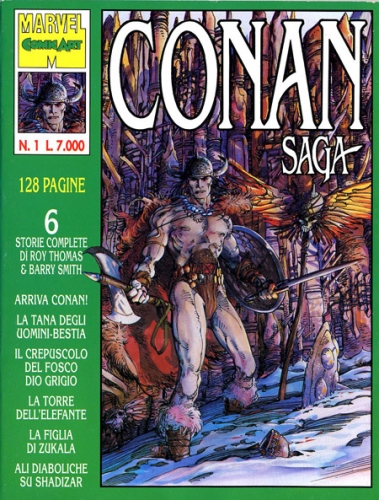 MARVEL
COMIC ART
M
N. 1 L. 7.000
CONAN
SAGA
128 PAGINE
6
STORIE COMPLETE
DI ROY THOMAS
& BARRY SMITH
ARRIVA CONAN!
LA TANA DEGLI
UOMINI-BESTIA
IL CREPUSCOLO
DEL FOSCO
DIO GRIGIO
LA TORRE
DELL'ELEFANTE
LA FIGLIA
DI ZUKALA
ALI DIABOLICHE
SU SHADIZAR